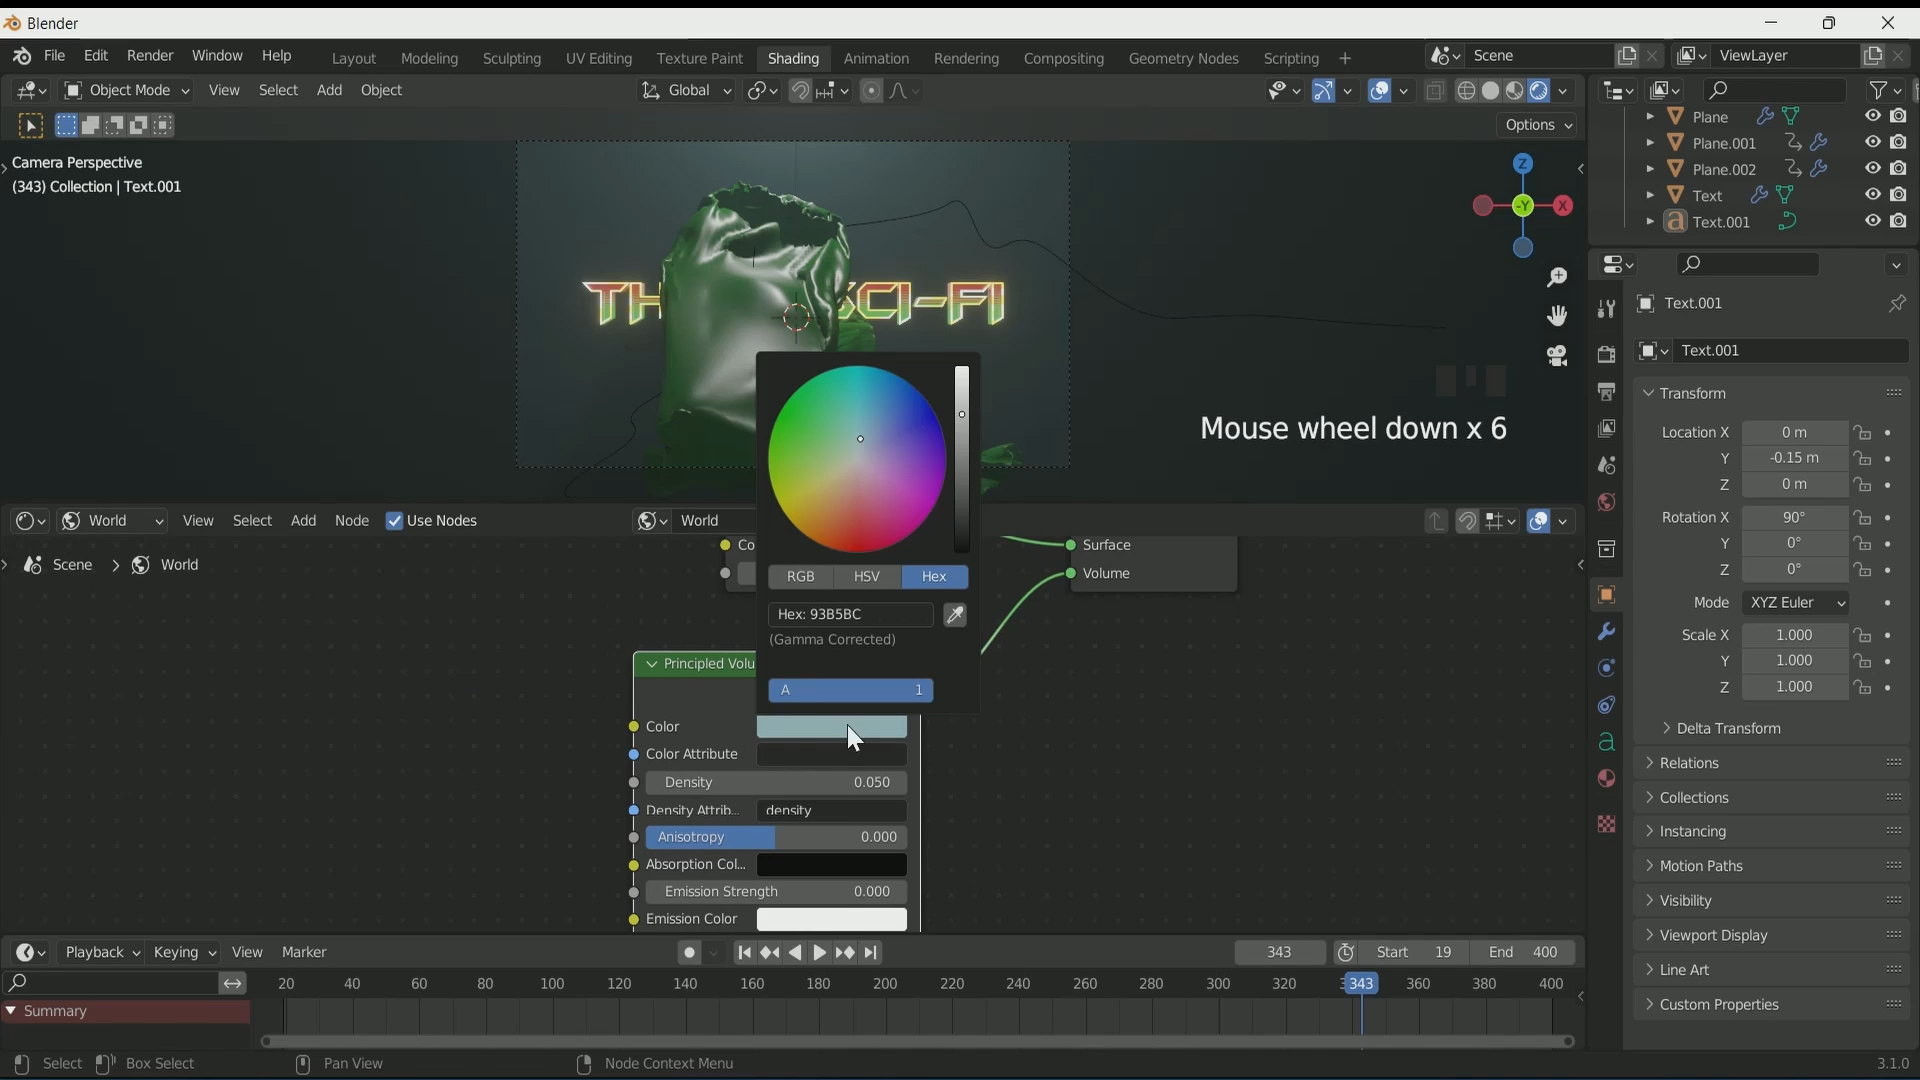 Blender
File Edit Render Window Help
Layout Modeling Sculpting UV Editing Texture Paint Shading Animation Rendering Compositing Geometry Nodes Scripting +
Scene
ViewLayer
Object Mode View Select Add Object
Global
Options
Camera Perspective
(343) Collection | Text.001
Z
-Y
X
Plane
Plane.001
Plane.002
Text
Text.001
TH SCI-FI
Mouse wheel down x 6
Text.001
Text.001
Transform
Location X 0 m
Y -0.15 m
Z 0 m
Rotation X 90°
Y 0°
Z 0°
Mode XYZ Euler
Scale X 1.000
Y 1.000
Z 1.000
Delta Transform
Relations
Collections
Instancing
Motion Paths
Visibility
Viewport Display
Line Art
Custom Properties
World View Select Add Node Use Nodes
World
Scene > World
Co
Surface
Volume
RGB HSV Hex
Hex: 93B5BC
(Gamma Corrected)
A 1
Principled Volu
Color
Color Attribute
Density 0.050
Density Attrib... density
Anisotropy 0.000
Absorption Col...
Emission Strength 0.000
Emission Color
Playback Keying View Marker
343
Start 19
End 400
20 40 60 80 100 120 140 160 180 200 220 240 260 280 300 320 343 360 380 400
Summary
Select Box Select Pan View Node Context Menu
3.1.0